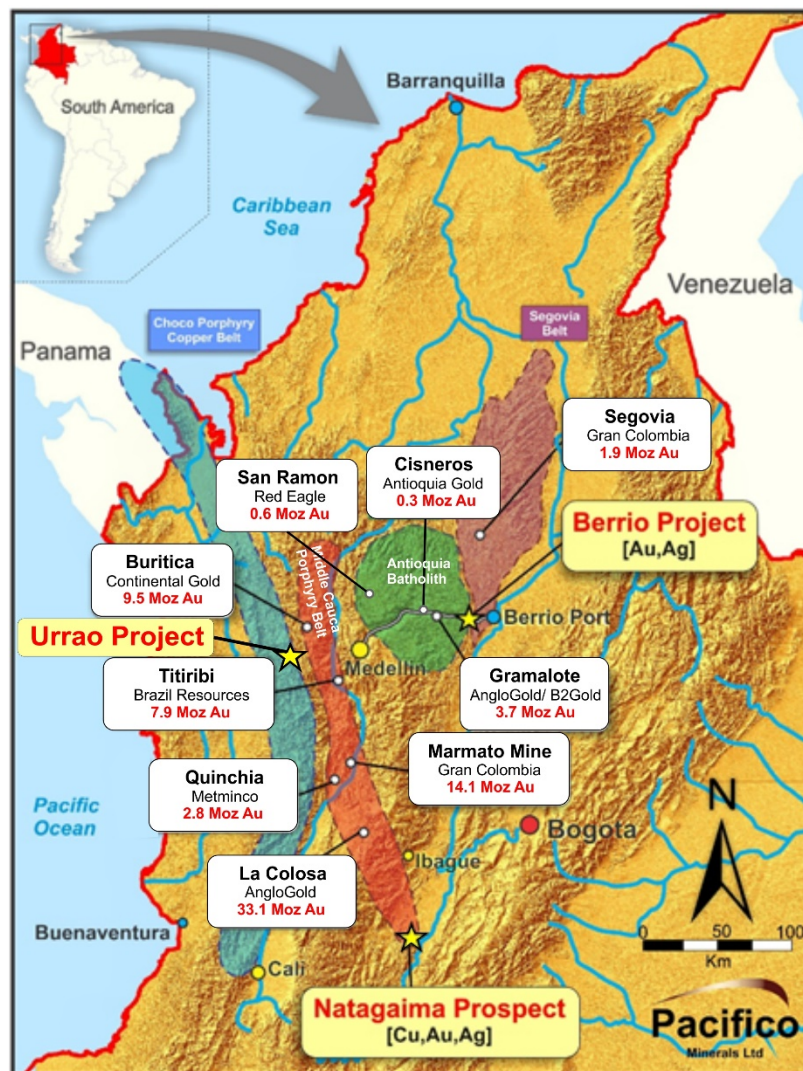 South America
Barranquilla
Caribbean
Sea
Venezuela
Panama
Choco Porphyry
Copper Belt
Segovia
Belt
Segovia
Gran Colombia
1.9 Moz Au
Cisneros
Antioquia Gold
0.3 Moz Au
San Ramon
Red Eagle
0.6 Moz Au
Berrio Project
[Au,Ag]
Buritica
Continental Gold
9.5 Moz Au
Middle Cauca
Porphyry Belt
Antioquia
Batholith
Berrio Port
Urrao Project
Medellin
Titiribi
Brazil Resources
7.9 Moz Au
Gramalote
AngloGold/ B2Gold
3.7 Moz Au
Marmato Mine
Gran Colombia
14.1 Moz Au
Quinchia
Metminco
2.8 Moz Au
Pacific
Ocean
N
Bogota
Ibague
La Colosa
AngloGold
33.1 Moz Au
Buenaventura
0 50 100
Km
Cali
Natagaima Prospect
[Cu,Au,Ag]
Pacifico
Minerals Ltd